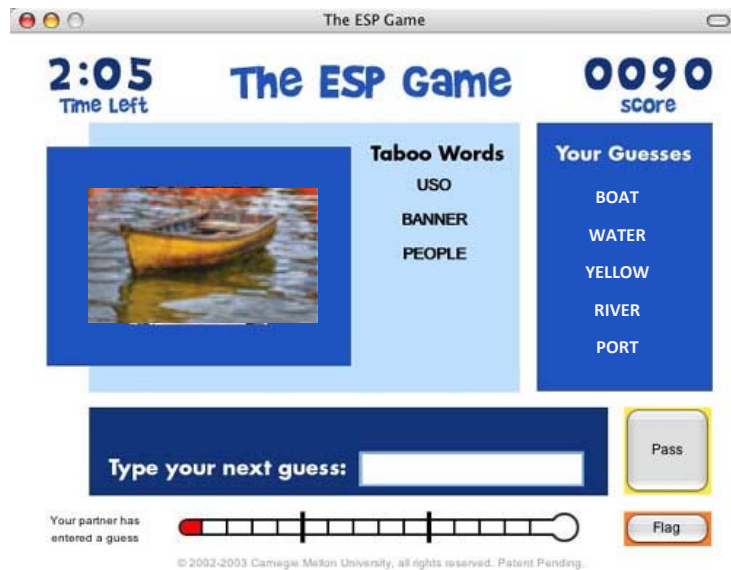 The ESP Game
2:05
Time Left
The ESP Game
0090
score
Taboo Words
USO
BANNER
PEOPLE
Your Guesses
BOAT
WATER
YELLOW
RIVER
PORT
Type your next guess:
Pass
Your partner has
entered a guess
Flag
© 2002-2003 Carnegie Mellon University, all rights reserved. Patent Pending.